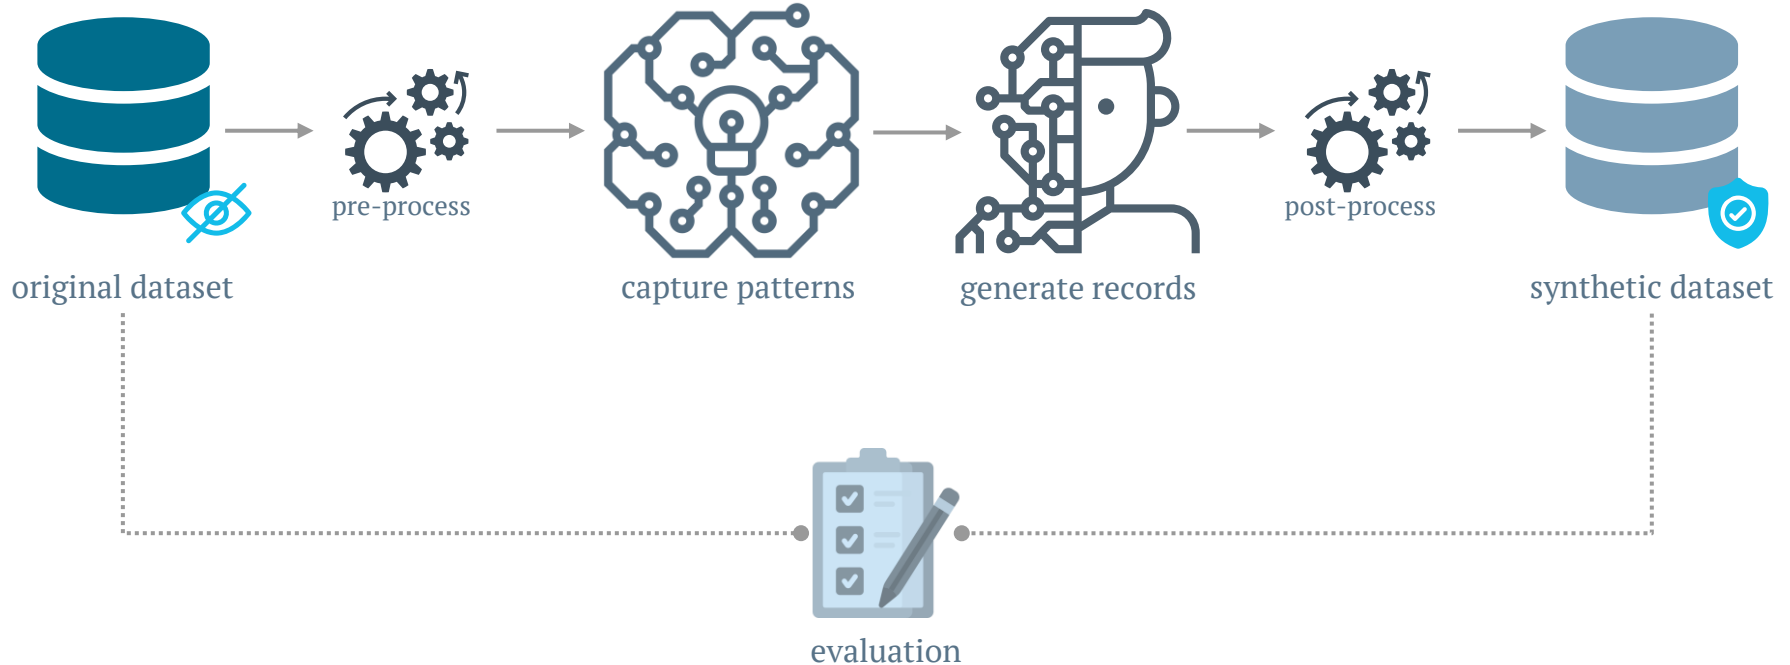 pre-process
post-process
original dataset
capture patterns
generate records
synthetic dataset
evaluation